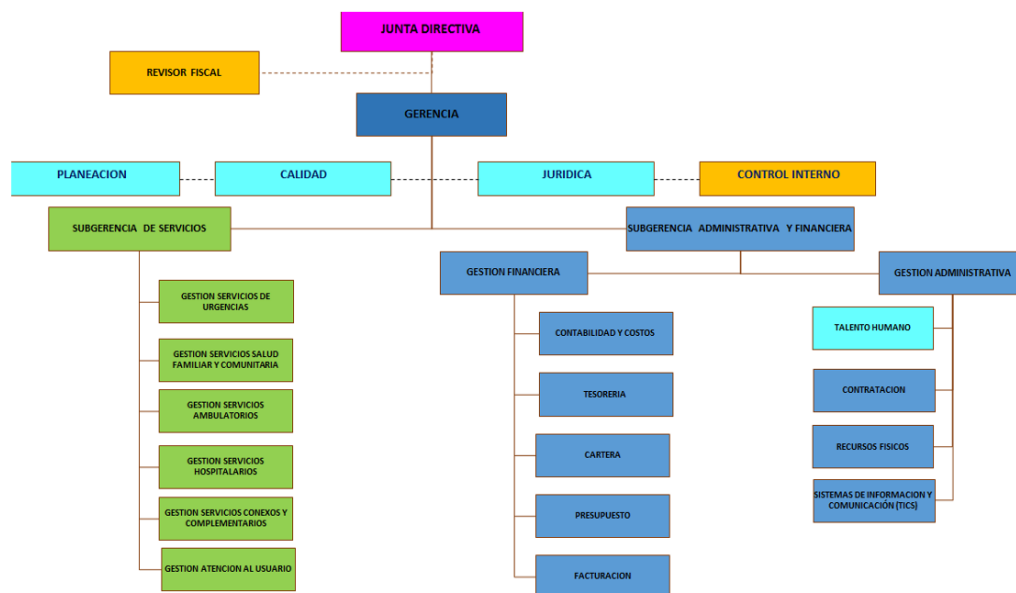 JUNTA DIRECTIVA
REVISOR FISCAL
GERENCIA
PLANEACION
CALIDAD
JURIDICA
CONTROL INTERNO
SUBGERENCIA DE SERVICIOS
SUBGERENCIA ADMINISTRATIVA Y FINANCIERA
GESTION FINANCIERA
GESTION ADMINISTRATIVA
GESTION SERVICIOS DE
URGENCIAS
GESTION SERVICIOS SALUD
FAMILIAR Y COMUNITARIA
GESTION SERVICIOS
AMBULATORIOS
GESTION SERVICIOS
HOSPITALARIOS
GESTION SERVICIOS CONEXOS Y
COMPLEMENTARIOS
GESTION ATENCION AL USUARIO
CONTABILIDAD Y COSTOS
TESORERIA
CARTERA
PRESUPUESTO
FACTURACION
TALENTO HUMANO
CONTRATACION
RECURSOS FISICOS
SISTEMAS DE INFORMACION Y
COMUNICACIÓN (TICS)